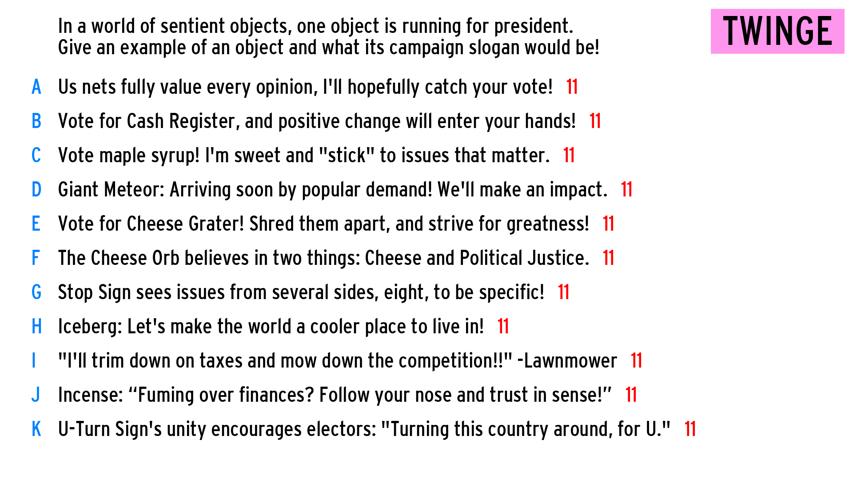 In a world of sentient objects, one object is running for president.
Give an example of an object and what its campaign slogan would be!
TWINGE
A Us nets fully value every opinion, I'll hopefully catch your vote! 11
B Vote for Cash Register, and positive change will enter your hands! 11
C Vote maple syrup! I'm sweet and "stick" to issues that matter. 11
D Giant Meteor: Arriving soon by popular demand! We'll make an impact. 11
E Vote for Cheese Grater! Shred them apart, and strive for greatness! 11
F The Cheese Orb believes in two things: Cheese and Political Justice. 11
G Stop Sign sees issues from several sides, eight, to be specific! 11
H Iceberg: Let's make the world a cooler place to live in! 11
I "I'll trim down on taxes and mow down the competition!!" -Lawnmower 11
J Incense: “Fuming over finances? Follow your nose and trust in sense!” 11
K U-Turn Sign's unity encourages electors: "Turning this country around, for U." 11